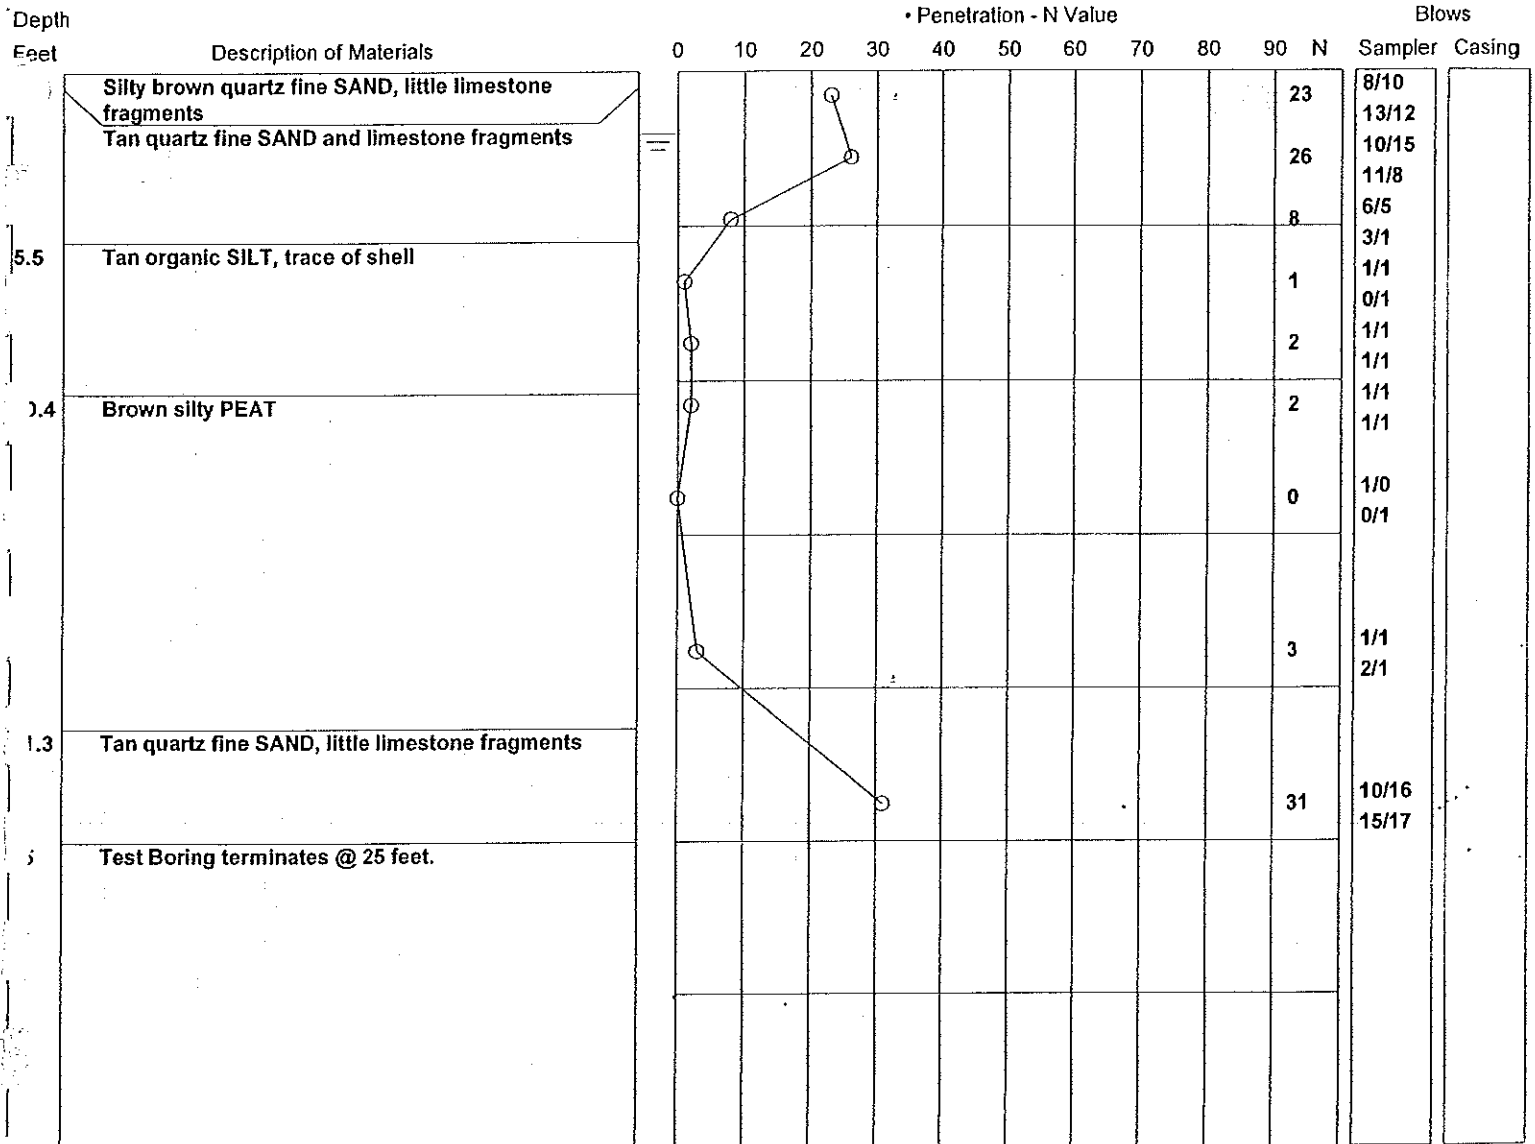 Depth
• Penetration - N Value
Blows
Feet Description of Materials 0 10 20 30 40 50 60 70 80 90 N Sampler Casing
Silty brown quartz fine SAND, little limestone
fragments
23 8/10
13/12
Tan quartz fine SAND and limestone fragments
26 10/15
11/8
8 6/5
3/1
5.5 Tan organic SILT, trace of shell
1 1/1
0/1
2 1/1
1/1
.4 Brown silty PEAT
2 1/1
1/1
0 1/0
0/1
3 1/1
2/1
1.3 Tan quartz fine SAND, little limestone fragments
31 10/16
15/17
Test Boring terminates @ 25 feet.